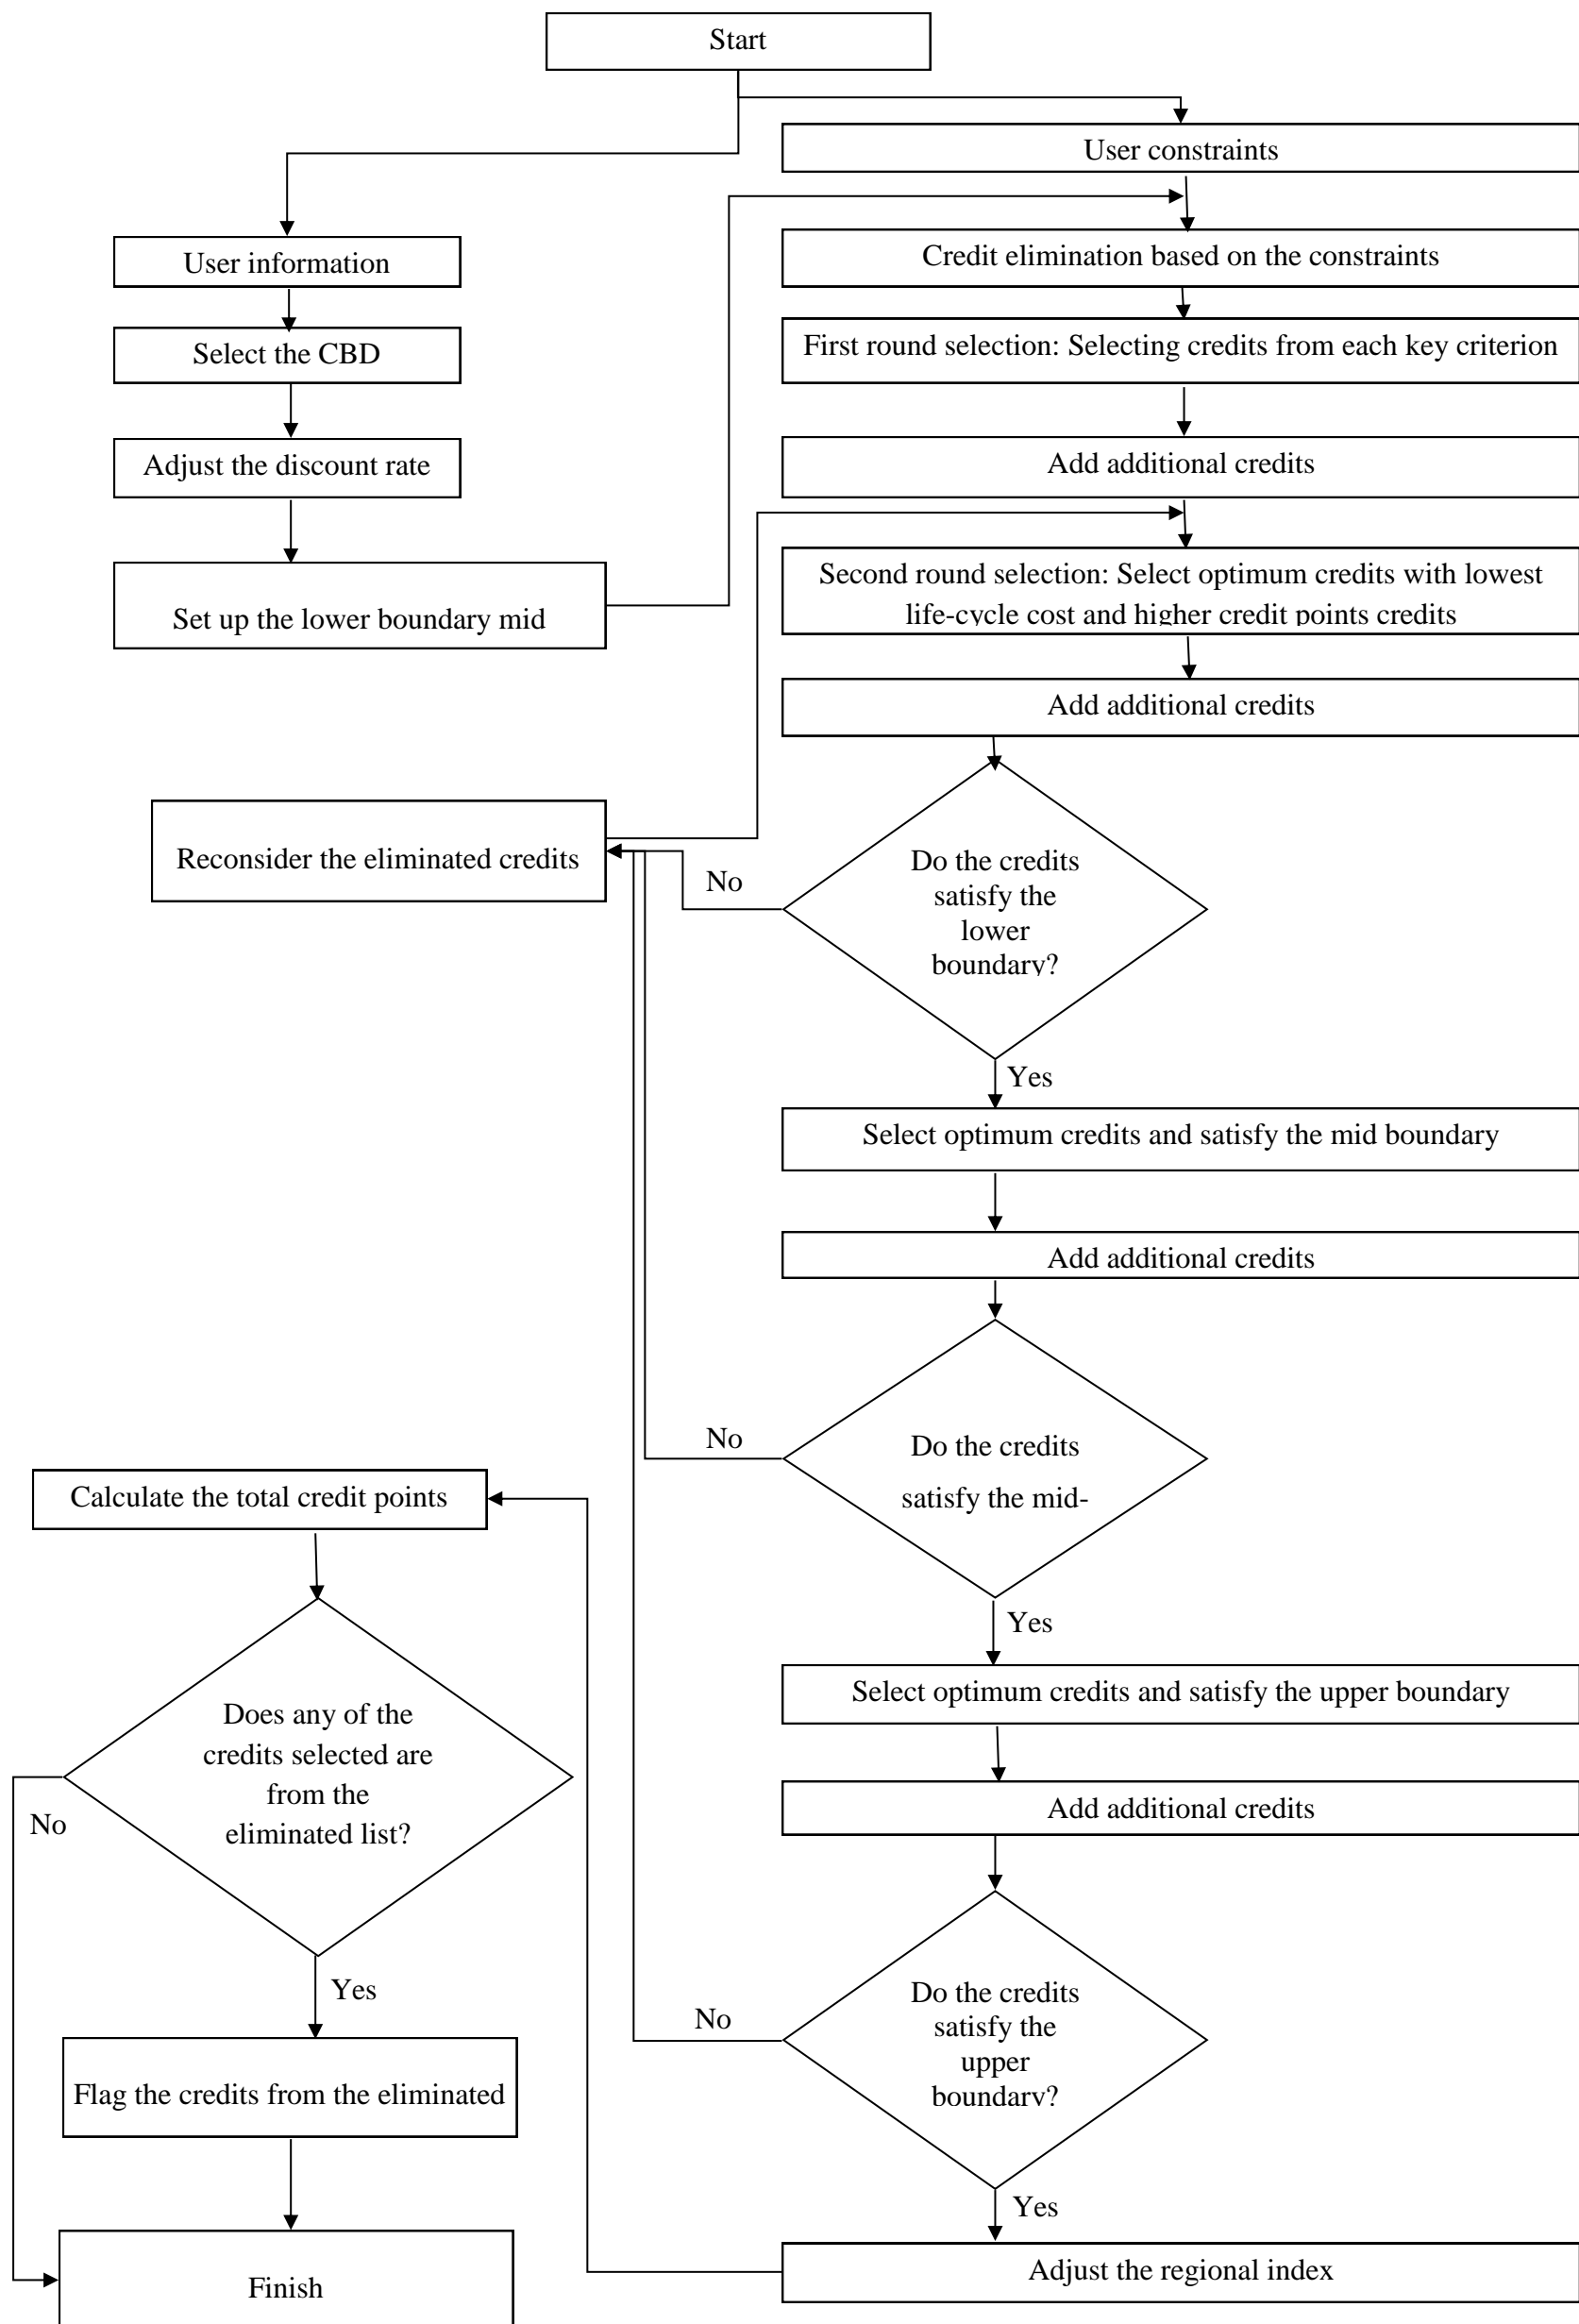 Start
User constraints
User information
Credit elimination based on the constraints
Select the CBD
First round selection: Selecting credits from each key criterion
Adjust the discount rate
Add additional credits
Set up the lower boundary mid
Second round selection: Select optimum credits with lowest
life-cycle cost and higher credit points credits
Add additional credits
Reconsider the eliminated credits
No
Do the credits
satisfy the
lower
boundary?
Yes
Select optimum credits and satisfy the mid boundary
Add additional credits
No
Do the credits
satisfy the mid-
Yes
Select optimum credits and satisfy the upper boundary
Add additional credits
No
Do the credits
satisfy the
upper
boundary?
Yes
Adjust the regional index
Calculate the total credit points
Does any of the
credits selected are
from the
eliminated list?
No
Yes
Flag the credits from the eliminated
Finish